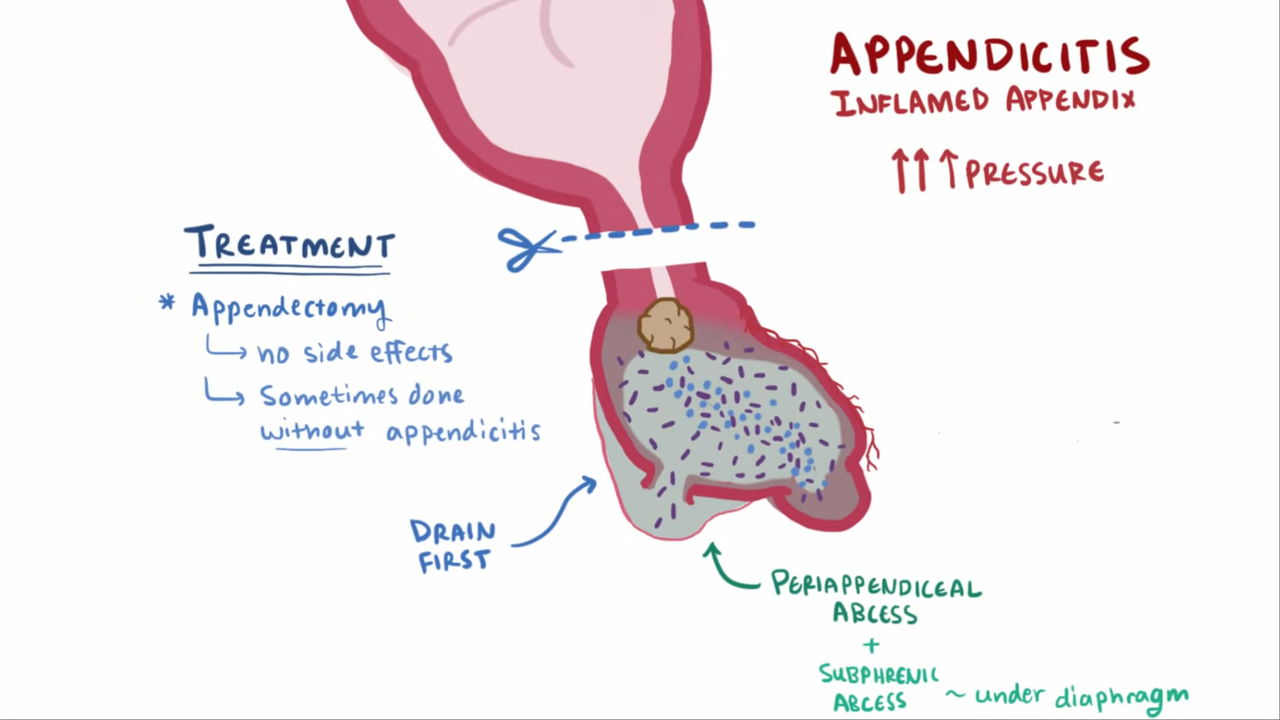 APPENDICITIS
INFLAMED APPENDIX
↑↑↑ PRESSURE
TREATMENT
* Appendectomy
↳ no side effects
↳ Sometimes done
without appendicitis
DRAIN
FIRST
PERIAPPENDICEAL
ABCESS
+
SUBPHRENIC
ABCESS ~ under diaphragm